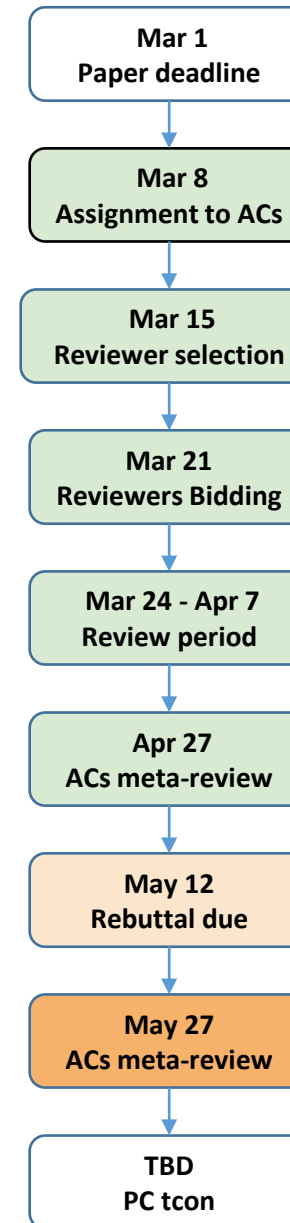 Mar 1
Paper deadline
Mar 8
Assignment to ACs
Mar 15
Reviewer selection
Mar 21
Reviewers Bidding
Mar 24 - Apr 7
Review period
Apr 27
ACs meta-review
May 12
Rebuttal due
May 27
ACs meta-review
TBD
PC tcon